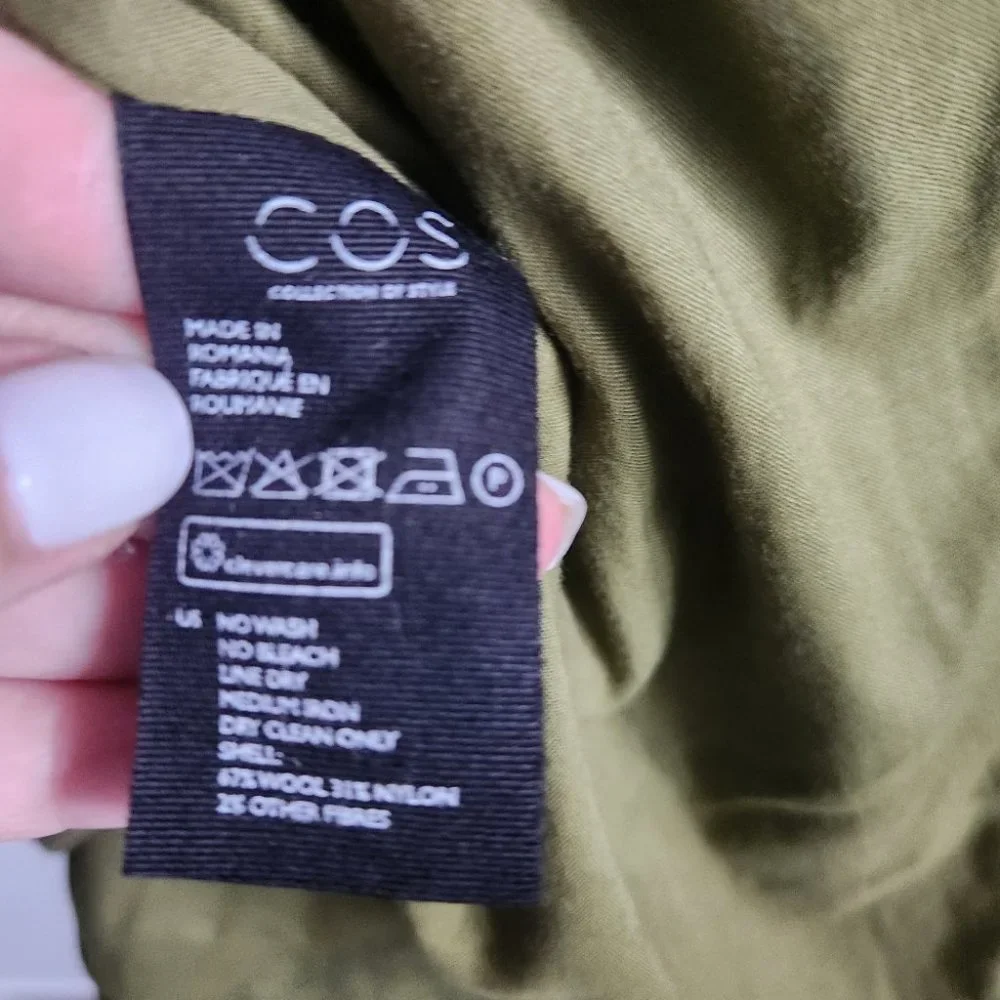 COS
COLLECTION OF STYLE
MADE IN
ROMANIA
FABRIQUÉ EN
ROUMANIE
P
clevercare.info
US NO WASH
NO BLEACH
LINE DRY
MEDIUM IRON
DRY CLEAN ONLY
SHELL:
67% WOOL 31% NYLON
2% OTHER FIBRES